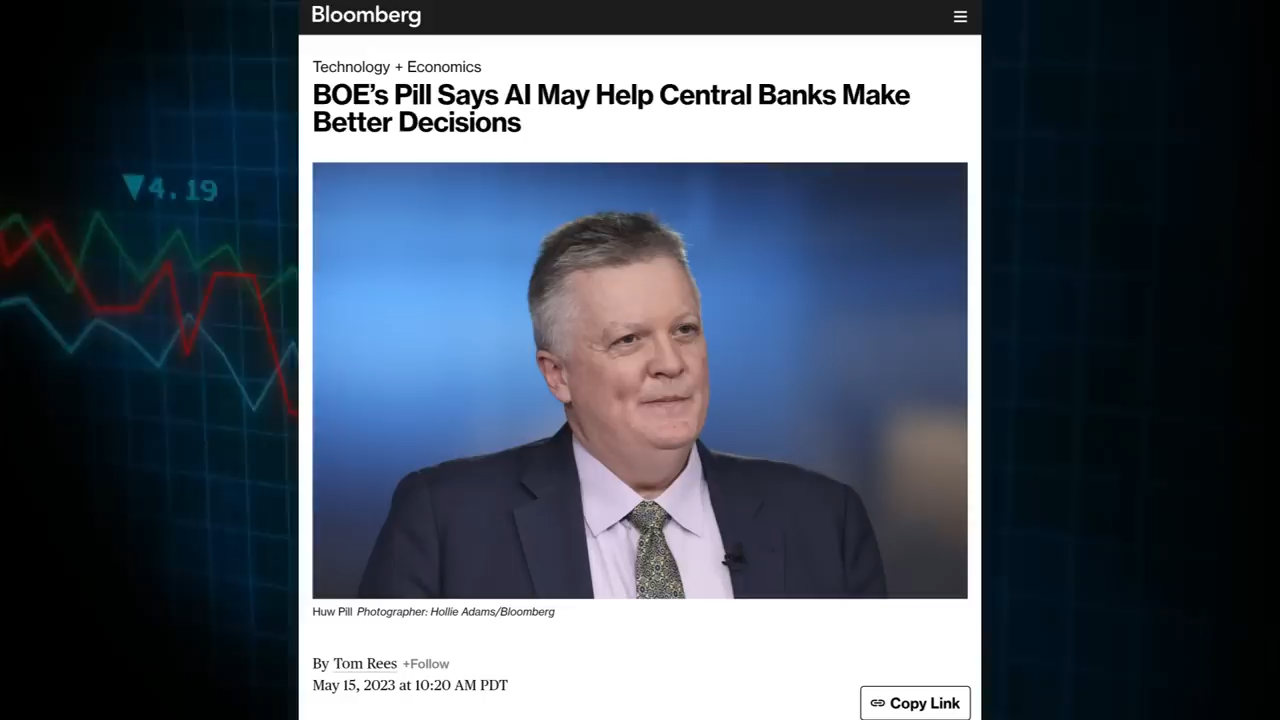 Bloomberg
Technology + Economics
BOE’s Pill Says AI May Help Central Banks Make
Better Decisions
▼4.19
Huw Pill Photographer: Hollie Adams/Bloomberg
By Tom Rees +Follow
May 15, 2023 at 10:20 AM PDT
Copy Link